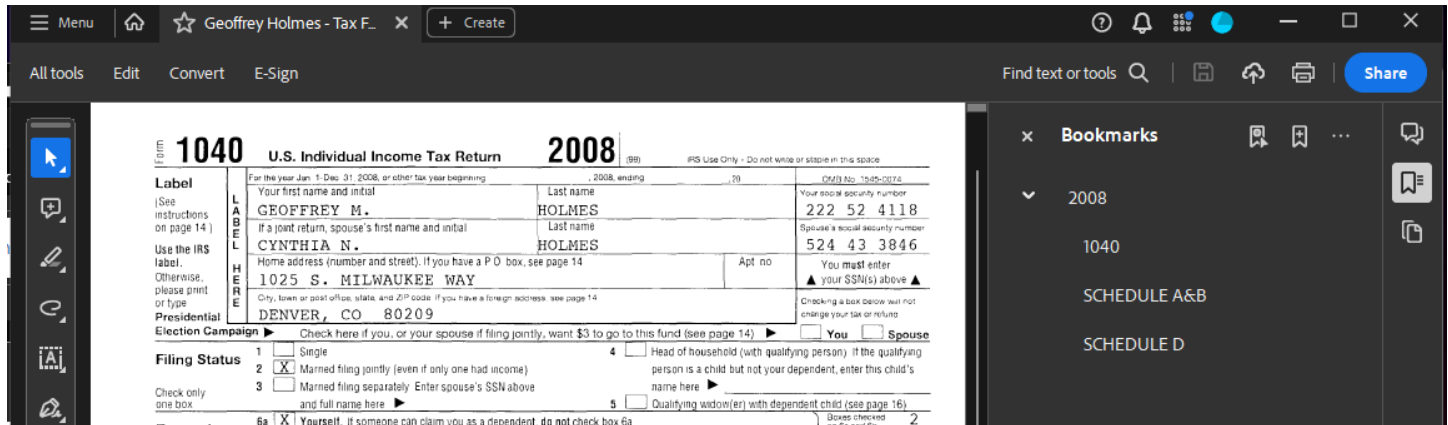 Menu
Geoffrey Holmes - Tax F...
+ Create
All tools
Edit
Convert
E-Sign
Find text or tools
Share
Form 1040 U.S. Individual Income Tax Return 2008 (99) IRS Use Only - Do not write or staple in this space
Label
(See instructions on page 14 )
Use the IRS label.
Otherwise, please print or type
LABEL HERE
For the year Jan 1-Dec 31, 2008, or other tax year beginning , 2008, ending , 20 OMB No 1545-0074
Your first name and initial Last name Your social security number
GEOFFREY M. HOLMES 222 52 4118
If a joint return, spouse's first name and initial Last name Spouse's social security number
CYNTHIA N. HOLMES 524 43 3846
Home address (number and street). If you have a P O box, see page 14 Apt no You must enter
1025 S. MILWAUKEE WAY ▲ your SSN(s) above ▲
City, town or post office, state, and ZIP code If you have a foreign address, see page 14 Checking a box below will not
DENVER, CO 80209 change your tax or refund
Presidential
Election Campaign ▶ Check here if you, or your spouse if filing jointly, want $3 to go to this fund (see page 14) ▶ You Spouse
Filing Status
Check only one box
1 Single
2 X Married filing jointly (even if only one had income)
3 Married filing separately Enter spouse's SSN above
and full name here ▶
4 Head of household (with qualifying person) If the qualifying
person is a child but not your dependent, enter this child's
name here ▶
5 Qualifying widow(er) with dependent child (see page 16)
6a X Yourself. If someone can claim you as a dependent, do not check box 6a
Boxes checked
2
Bookmarks
2008
1040
SCHEDULE A&B
SCHEDULE D